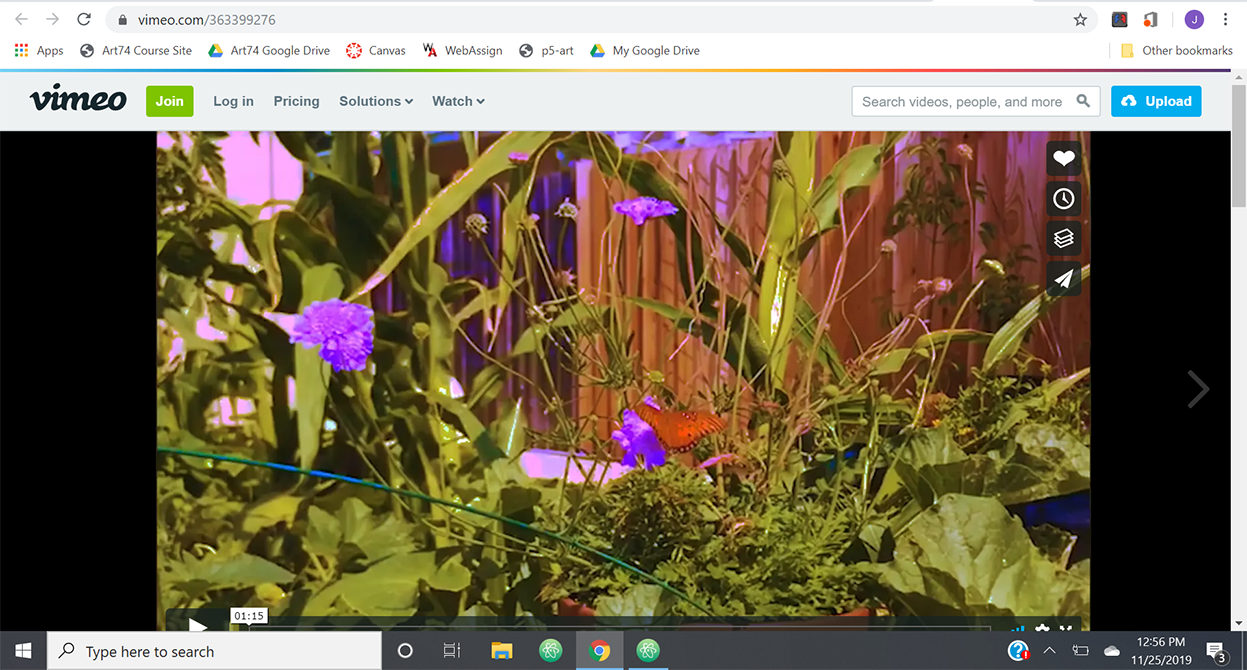 vimeo.com/363399276
J
Apps Art74 Course Site Art74 Google Drive Canvas WebAssign p5-art My Google Drive Other bookmarks
vimeo Join Log in Pricing Solutions Watch Search videos, people, and more Upload
01:15
Type here to search
12:56 PM
11/25/2019
3